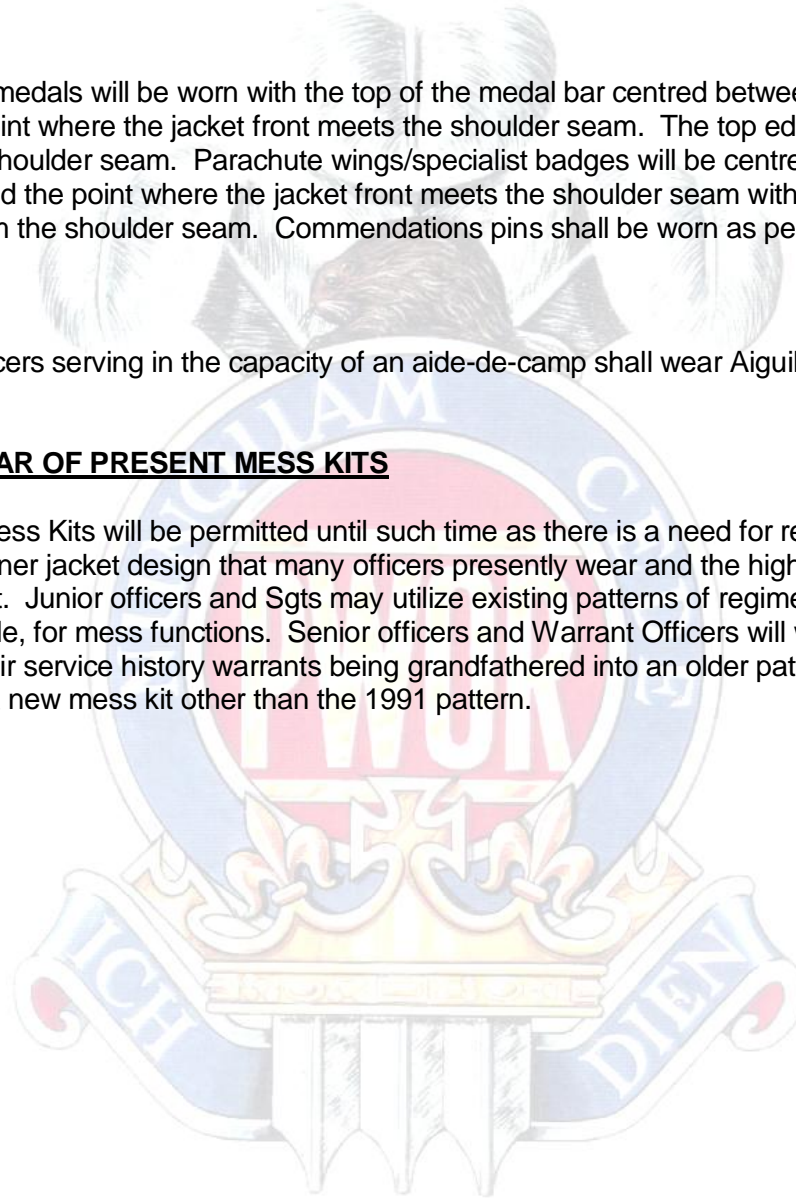 medals will be worn with the top of the medal bar centred betwee
int where the jacket front meets the shoulder seam. The top ed
houlder seam. Parachute wings/specialist badges will be centre
d the point where the jacket front meets the shoulder seam with
n the shoulder seam. Commendations pins shall be worn as pe
cers serving in the capacity of an aide-de-camp shall wear Aiguil
AR OF PRESENT MESS KITS
ess Kits will be permitted until such time as there is a need for re
ner jacket design that many officers presently wear and the high
t. Junior officers and Sgts may utilize existing patterns of regime
le, for mess functions. Senior officers and Warrant Officers will w
ir service history warrants being grandfathered into an older pat
new mess kit other than the 1991 pattern.
NUNQUAM CEDE
PWOR
ICH DIEN